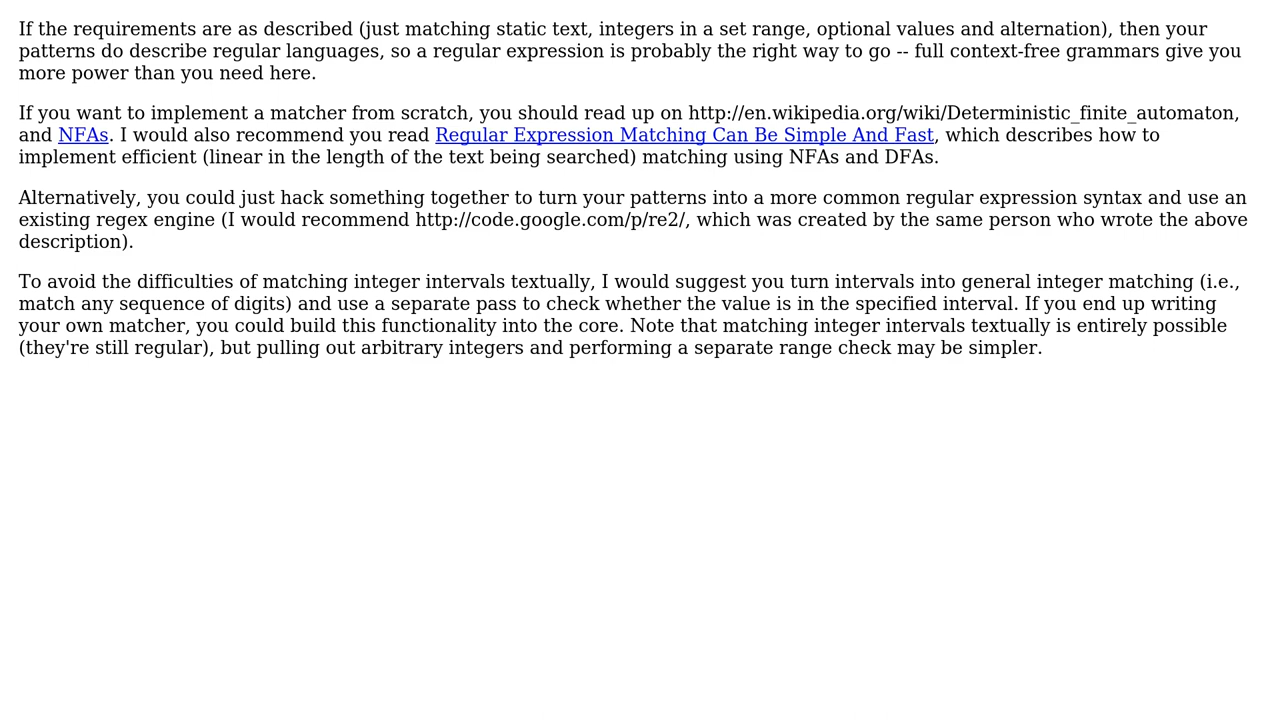 If the requirements are as described (just matching static text, integers in a set range, optional values and alternation), then your
patterns do describe regular languages, so a regular expression is probably the right way to go -- full context-free grammars give you
more power than you need here.
If you want to implement a matcher from scratch, you should read up on http://en.wikipedia.org/wiki/Deterministic_finite_automaton,
and NFAs. I would also recommend you read Regular Expression Matching Can Be Simple And Fast, which describes how to
implement efficient (linear in the length of the text being searched) matching using NFAs and DFAs.
Alternatively, you could just hack something together to turn your patterns into a more common regular expression syntax and use an
existing regex engine (I would recommend http://code.google.com/p/re2/, which was created by the same person who wrote the above
description).
To avoid the difficulties of matching integer intervals textually, I would suggest you turn intervals into general integer matching (i.e.,
match any sequence of digits) and use a separate pass to check whether the value is in the specified interval. If you end up writing
your own matcher, you could build this functionality into the core. Note that matching integer intervals textually is entirely possible
(they're still regular), but pulling out arbitrary integers and performing a separate range check may be simpler.